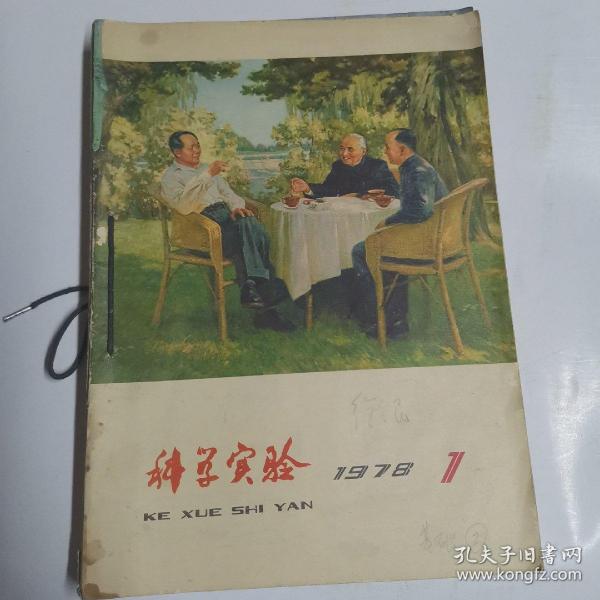 科学实验 1978 1
KE XUE SHI YAN
孔夫子旧书网
www.kongfz.com